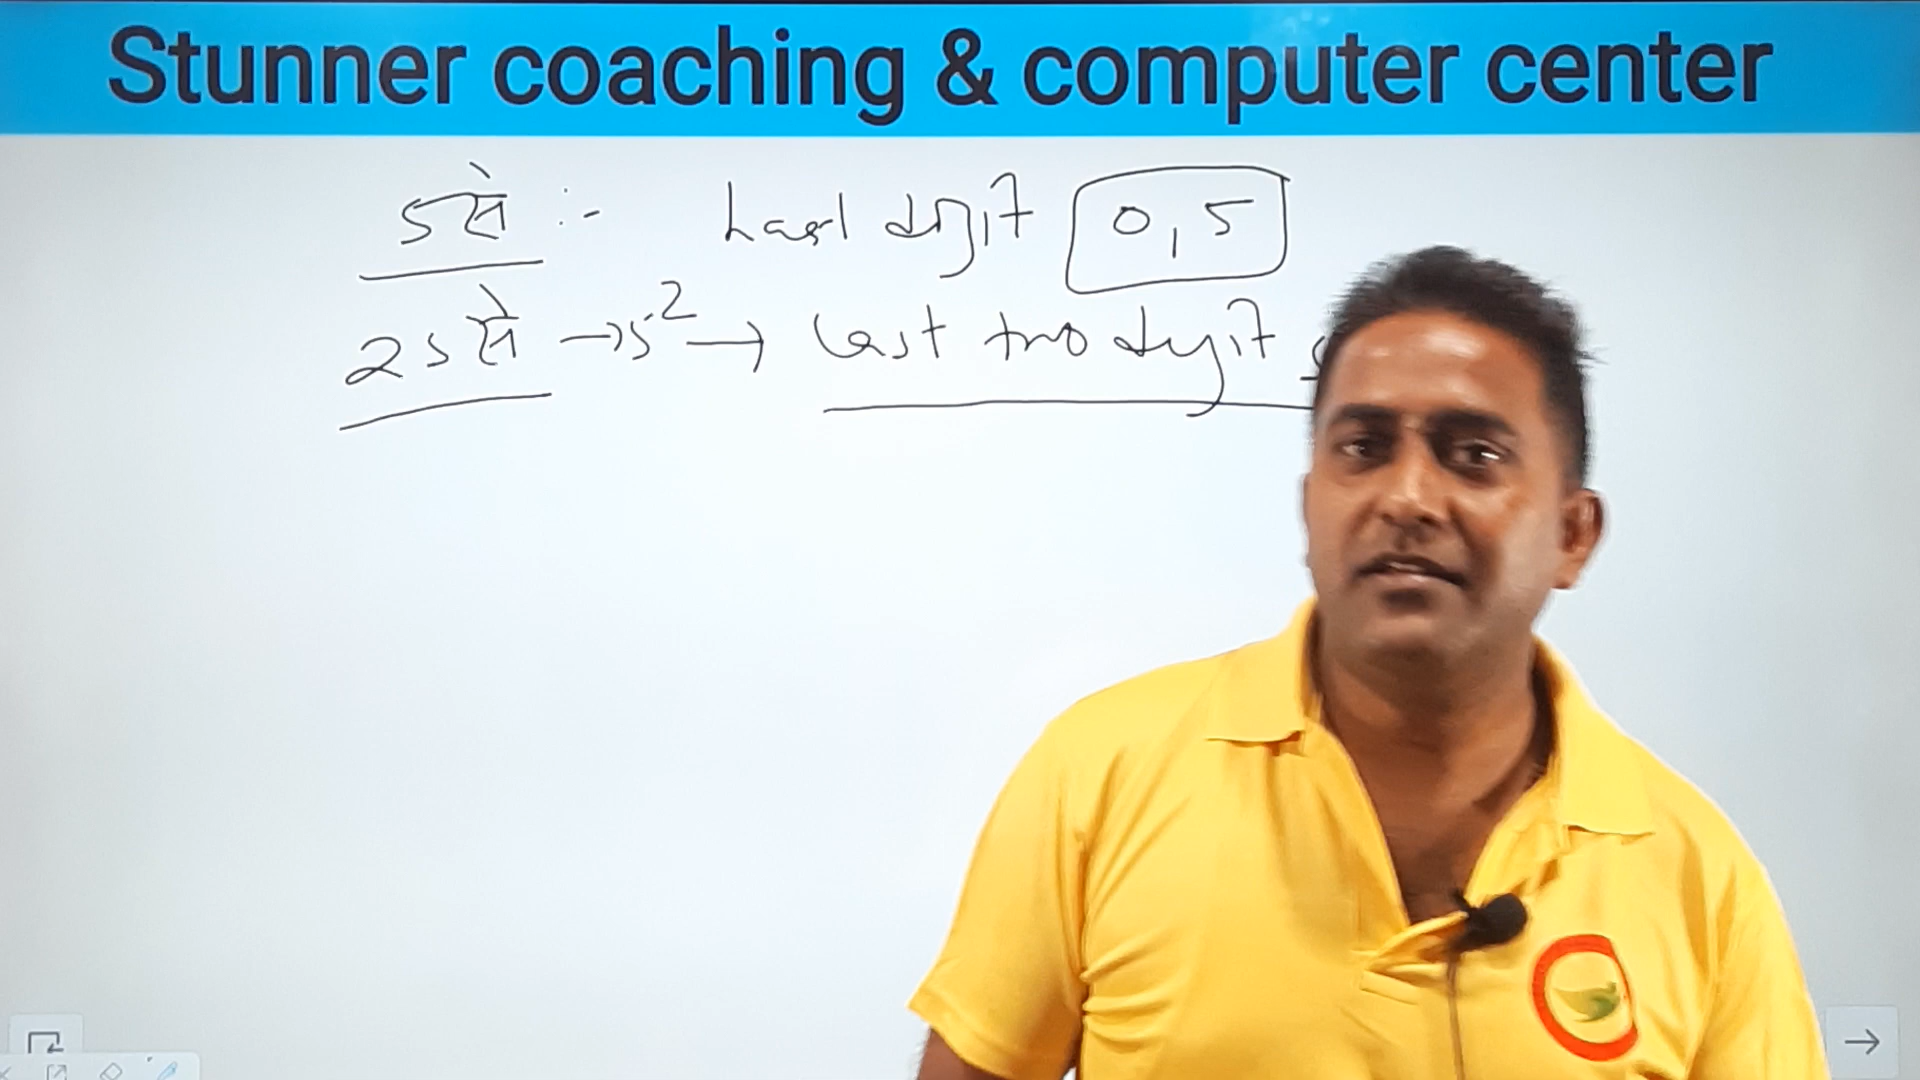 Stunner coaching & computer center
5 से :- Last digit 0, 5
25 से → 5² → last two digit